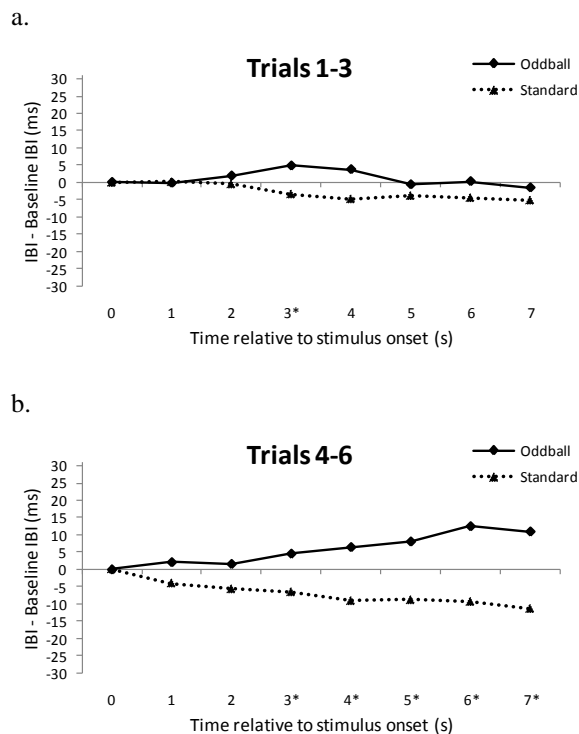 a.
Trials 1-3
Oddball
Standard
30
25
20
15
10
5
0
-5
-10
-15
-20
-25
-30
IBI - Baseline IBI (ms)
0 1 2 3* 4 5 6 7
Time relative to stimulus onset (s)
b.
Trials 4-6
Oddball
Standard
30
25
20
15
10
5
0
-5
-10
-15
-20
-25
-30
IBI - Baseline IBI (ms)
0 1 2 3* 4* 5* 6* 7*
Time relative to stimulus onset (s)